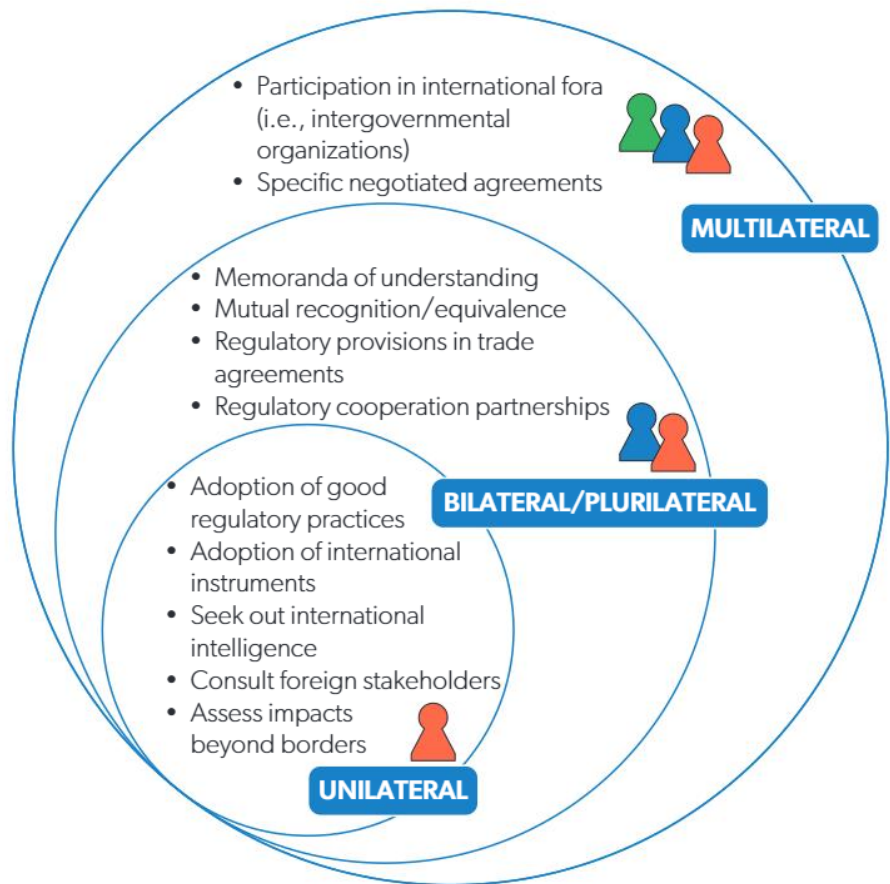 • Participation in international fora
(i.e., intergovernmental
organizations)
• Specific negotiated agreements
MULTILATERAL
• Memoranda of understanding
• Mutual recognition/equivalence
• Regulatory provisions in trade
agreements
• Regulatory cooperation partnerships
BILATERAL/PLURILATERAL
• Adoption of good
regulatory practices
• Adoption of international
instruments
• Seek out international
intelligence
• Consult foreign stakeholders
• Assess impacts
beyond borders
UNILATERAL